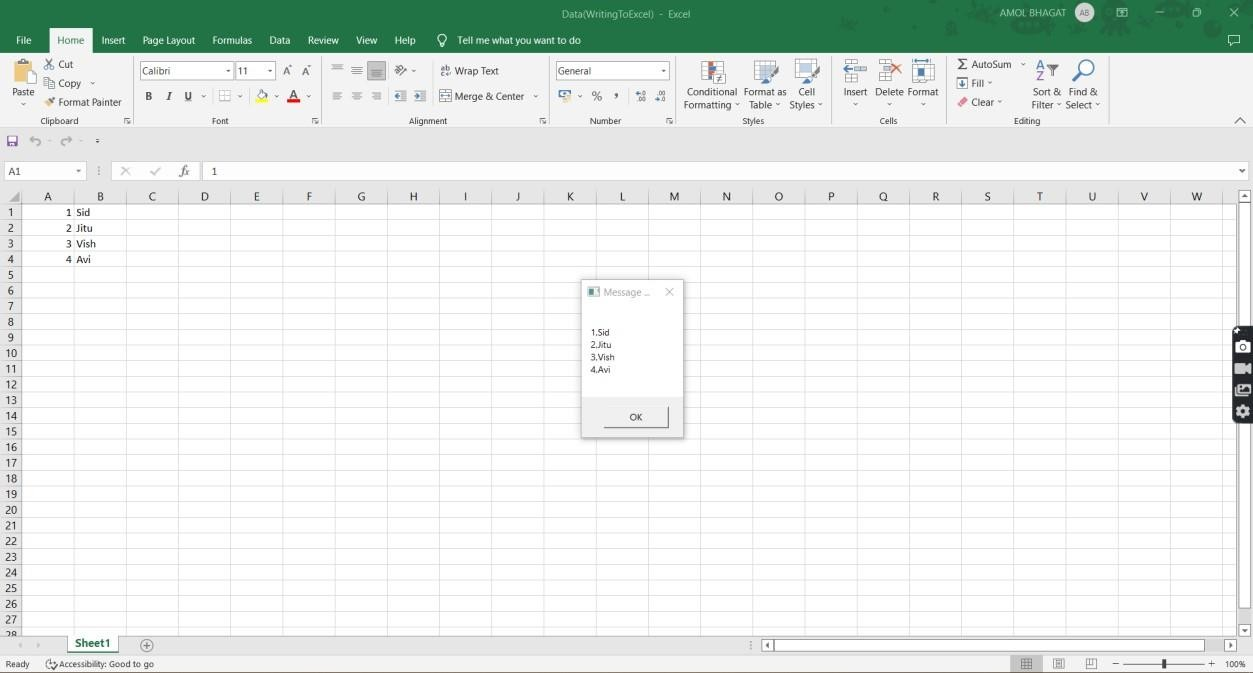 Data(WritingToExcel) - Excel
AMOL BHAGAT AB
File Home Insert Page Layout Formulas Data Review View Help Tell me what you want to do
Paste Cut
Copy
Format Painter
Clipboard
Calibri 11 A A
B I U A
Font
ab Wrap Text
Merge & Center
Alignment
General
% , .00 .00
Number
Conditional Formatting
Format as Table
Cell Styles
Styles
Insert Delete Format
Cells
Σ AutoSum
Fill
Clear
Sort & Filter
Find & Select
Editing
A1 fx 1
A B C D E F G H I J K L M N O P Q R S T U V W
1 1 Sid
2 2 Jitu
3 3 Vish
4 4 Avi
5
6
7
8
9
10
11
12
13
14
15
16
17
18
19
20
21
22
23
24
25
26
27
28
Message ...
1.Sid
2.Jitu
3.Vish
4.Avi
OK
Sheet1
Ready Accessibility: Good to go 100%